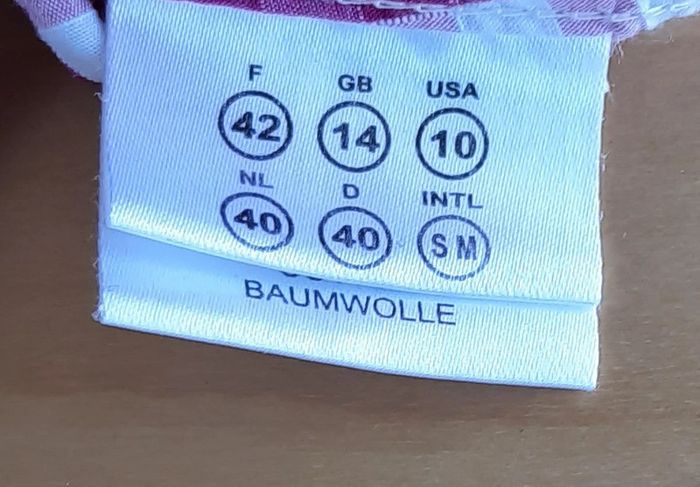 F GB USA
42 14 10
NL D INTL
40 40 S M
BAUMWOLLE